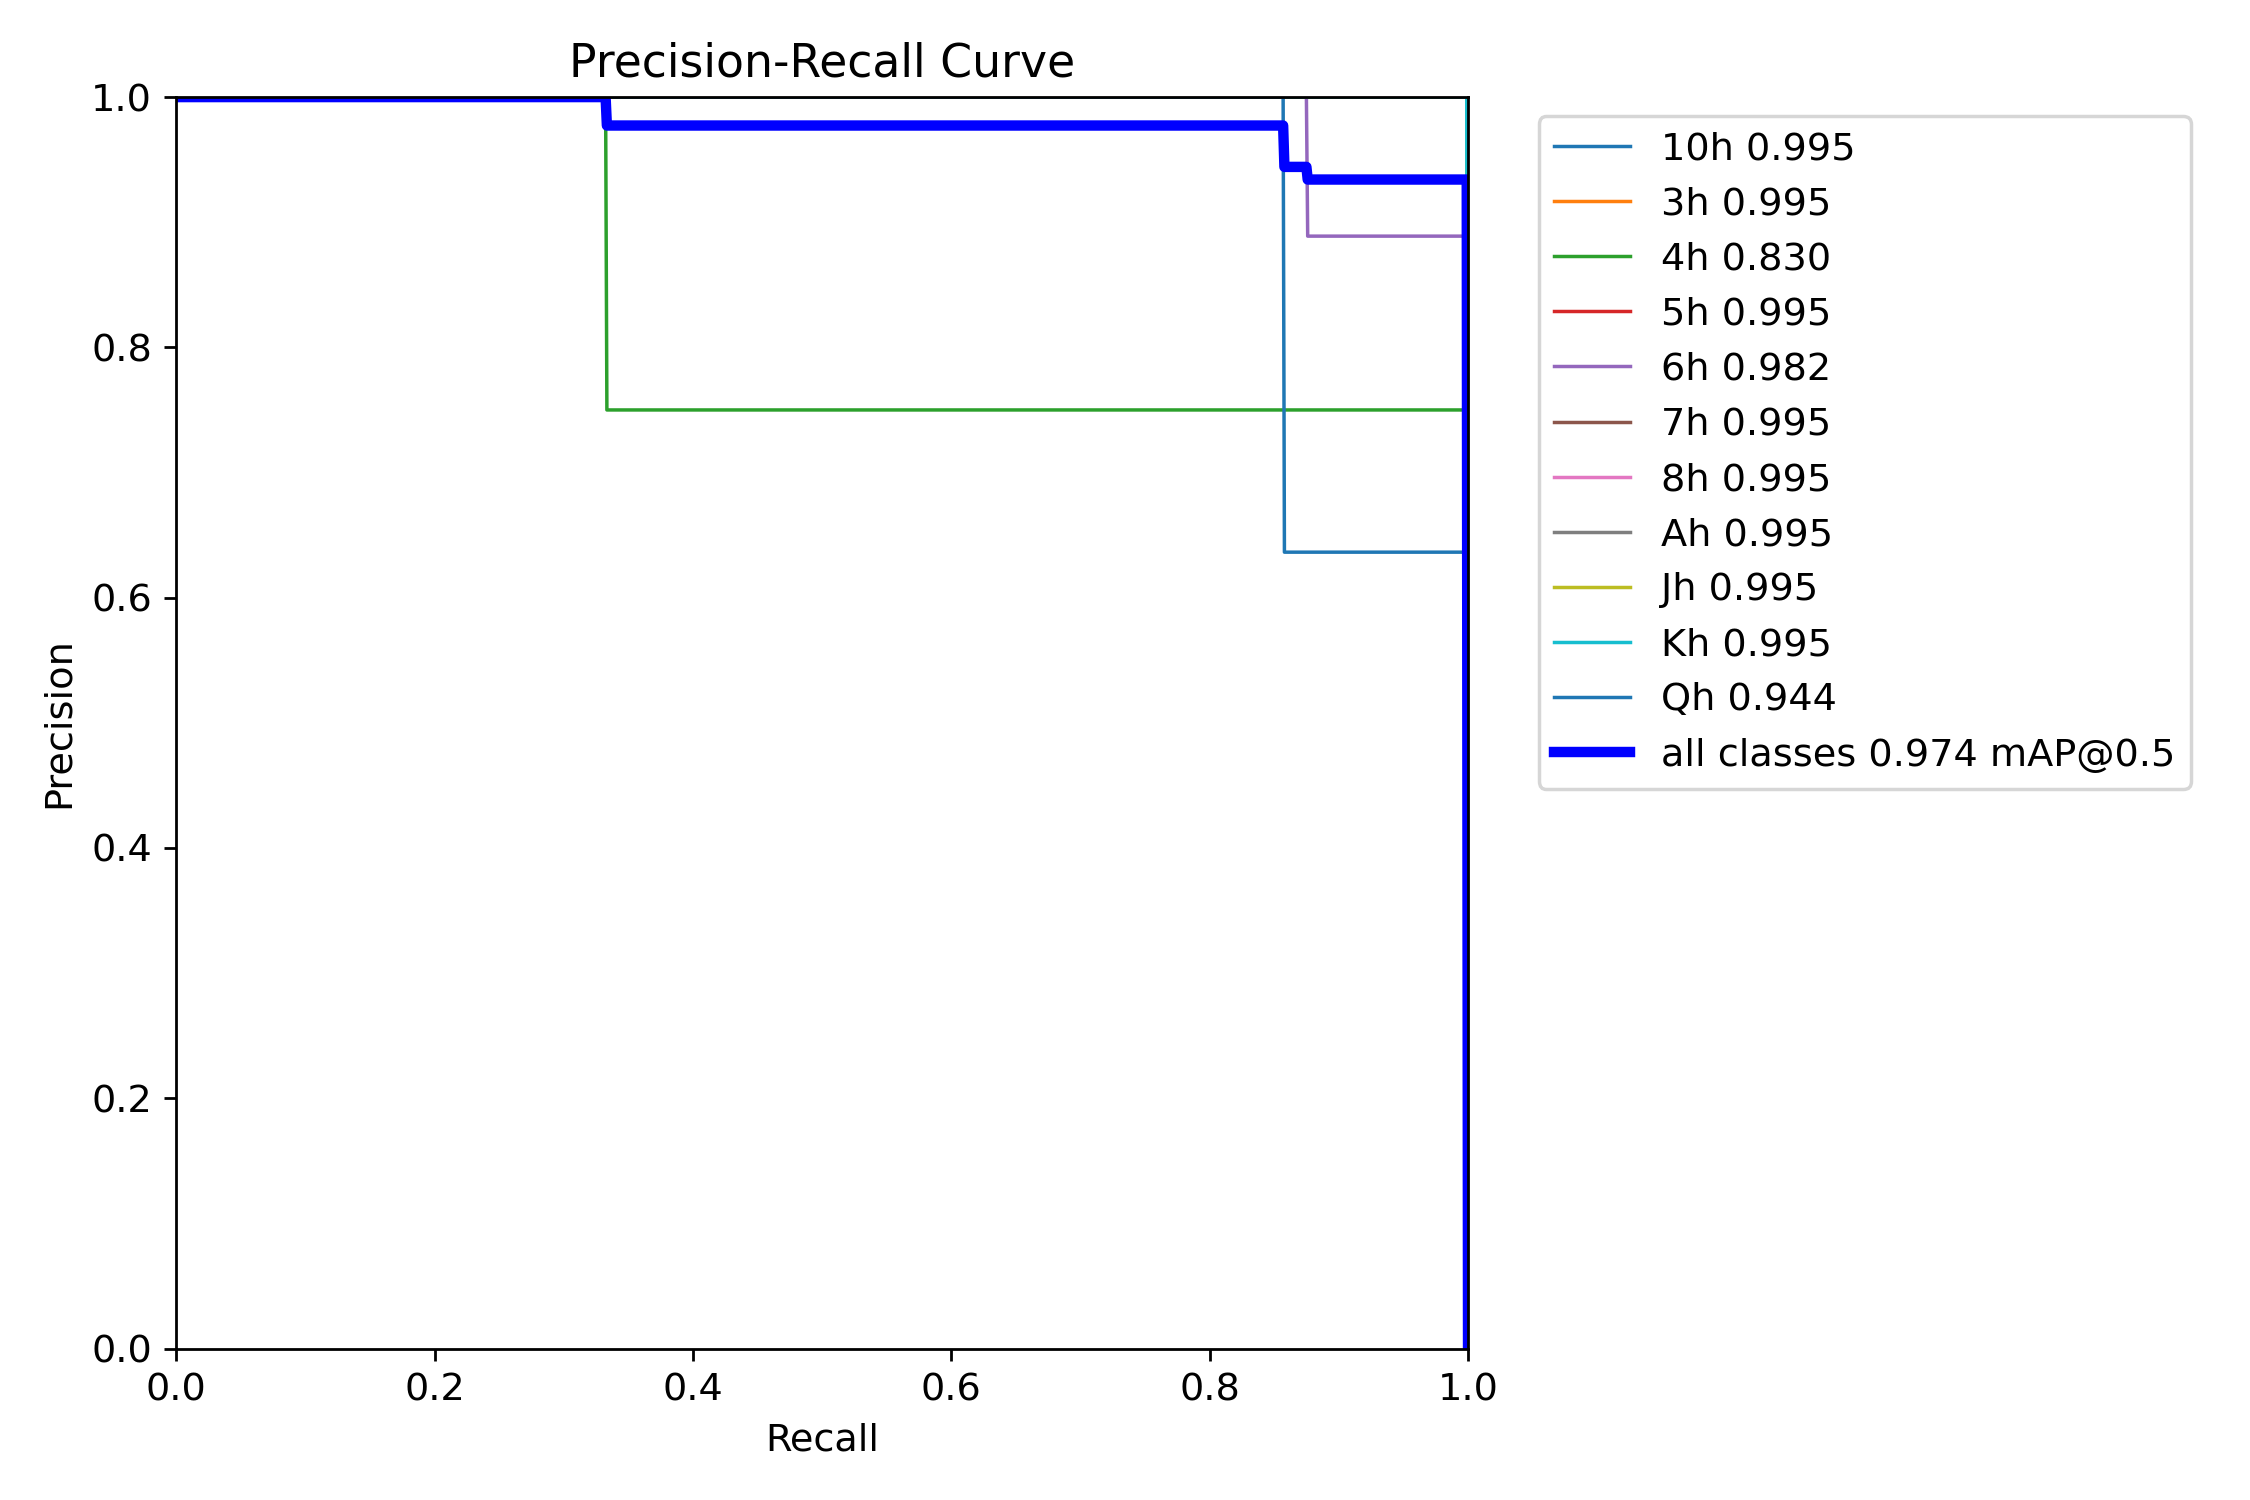 Precision-Recall Curve
1.0
0.8
0.6
0.4
0.2
0.0
Precision
0.0 0.2 0.4 0.6 0.8 1.0
Recall
10h 0.995
3h 0.995
4h 0.830
5h 0.995
6h 0.982
7h 0.995
8h 0.995
Ah 0.995
Jh 0.995
Kh 0.995
Qh 0.944
all classes 0.974 mAP@0.5